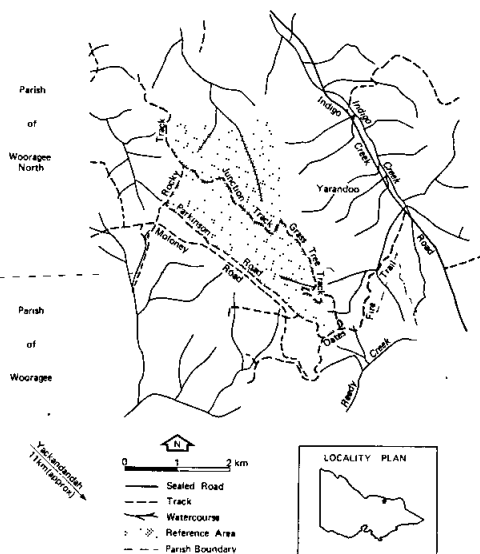 Parish
of
Wooragee
North
Parish
of
Wooragee
Rocky
Track
Junction
Track
Grass
Tree
Track
Parkinson
Road
Moloney
Road
Indigo
Creek
Indigo
Creek
Road
Yarandoo
Oates
Fire
Trail
Reedy
Creek
Yackandandah
11km (approx)
N
0 1 2 km
Sealed Road
Track
Watercourse
Reference Area
Parish Boundary
LOCALITY PLAN